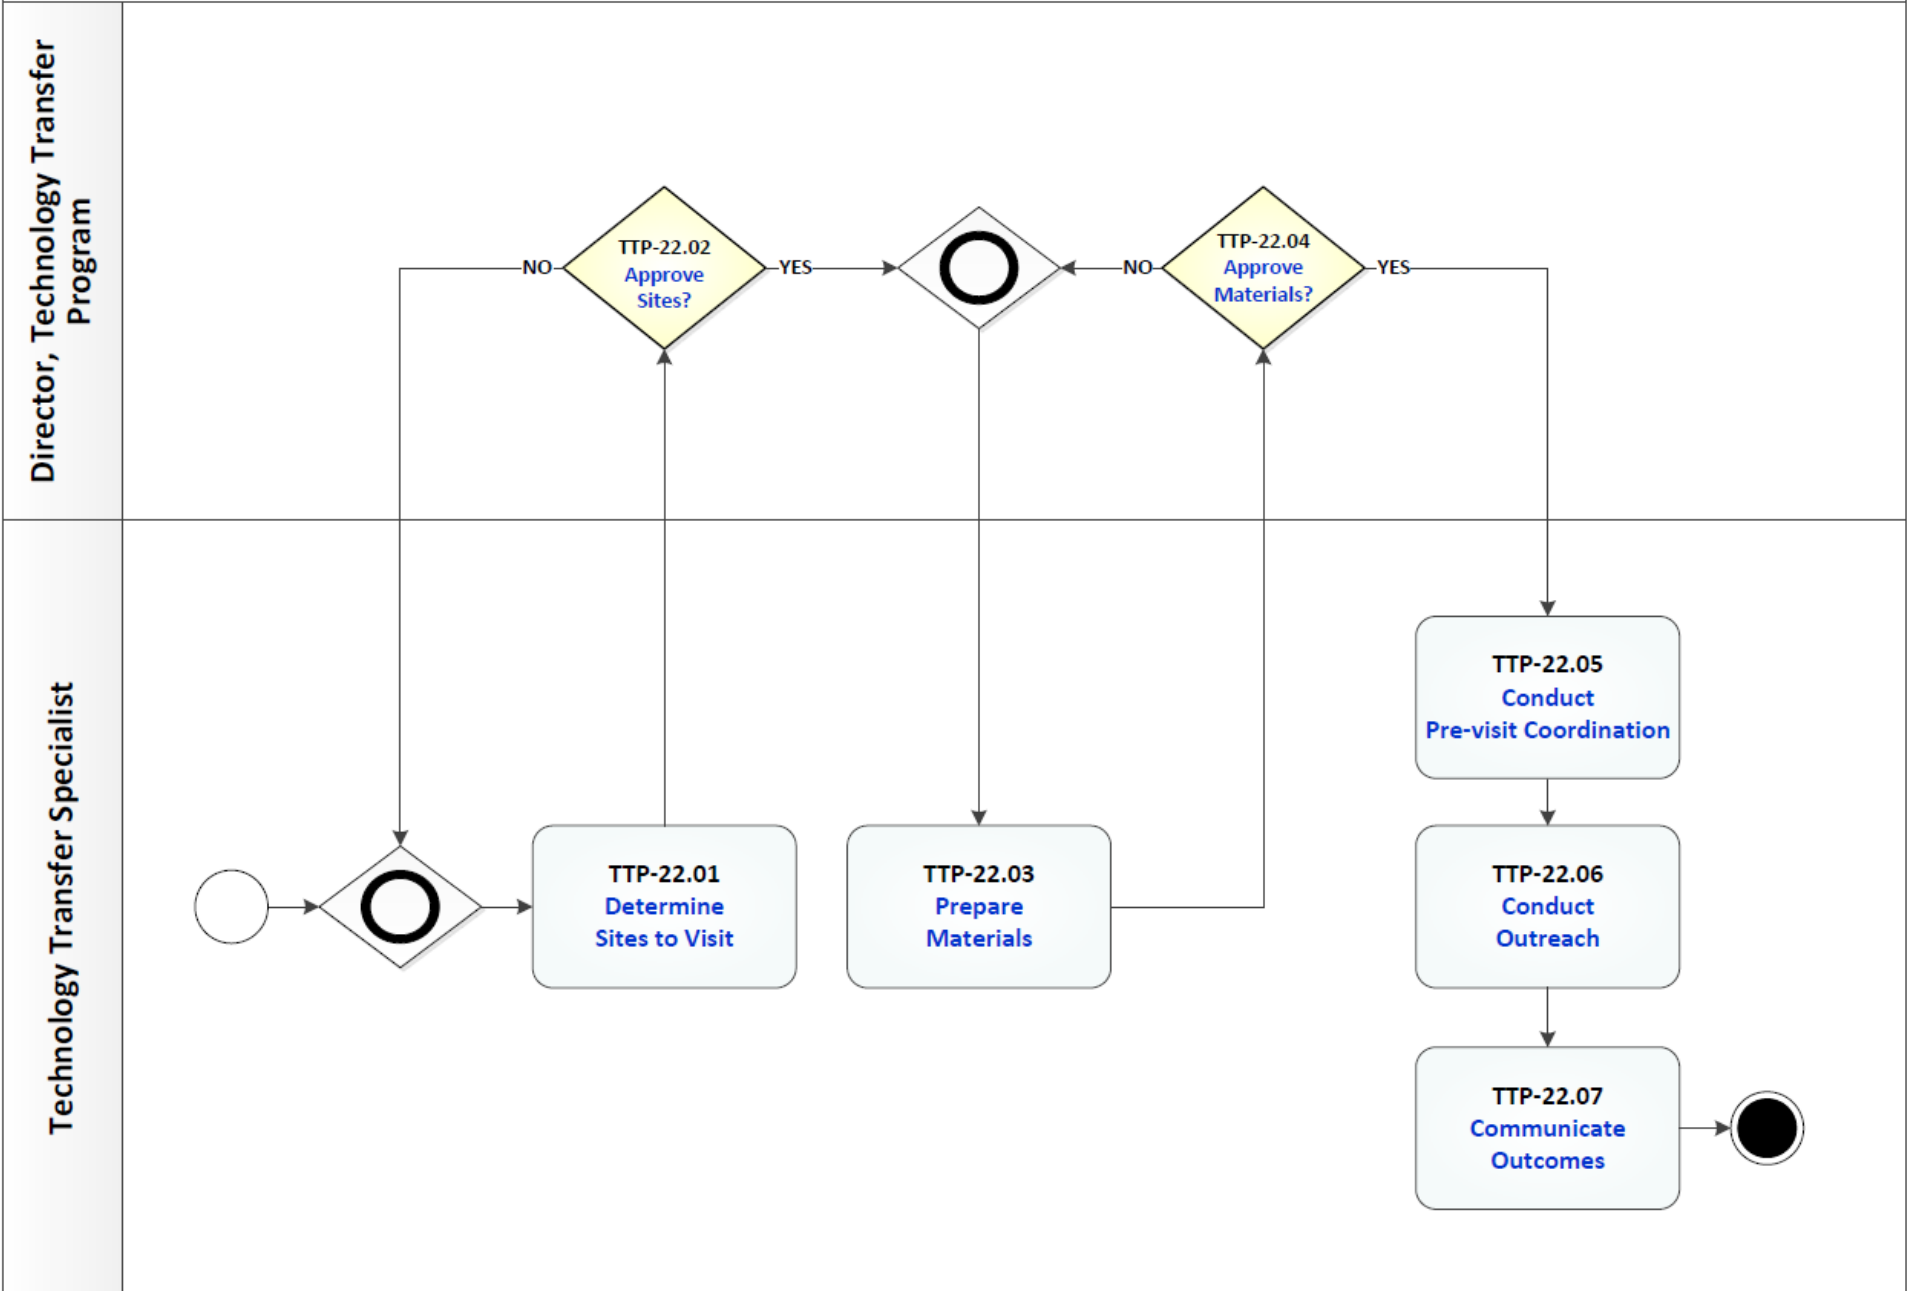 Director, Technology Transfer
Program
NO
TTP-22.02
Approve
Sites?
YES
NO
TTP-22.04
Approve
Materials?
YES
Technology Transfer Specialist
TTP-22.01
Determine
Sites to Visit
TTP-22.03
Prepare
Materials
TTP-22.05
Conduct
Pre-visit Coordination
TTP-22.06
Conduct
Outreach
TTP-22.07
Communicate
Outcomes